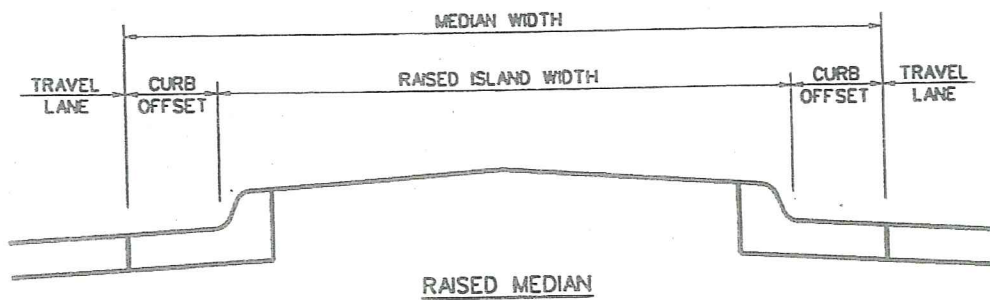 MEDIAN WIDTH
TRAVEL LANE
CURB OFFSET
RAISED ISLAND WIDTH
CURB OFFSET
TRAVEL LANE
RAISED MEDIAN